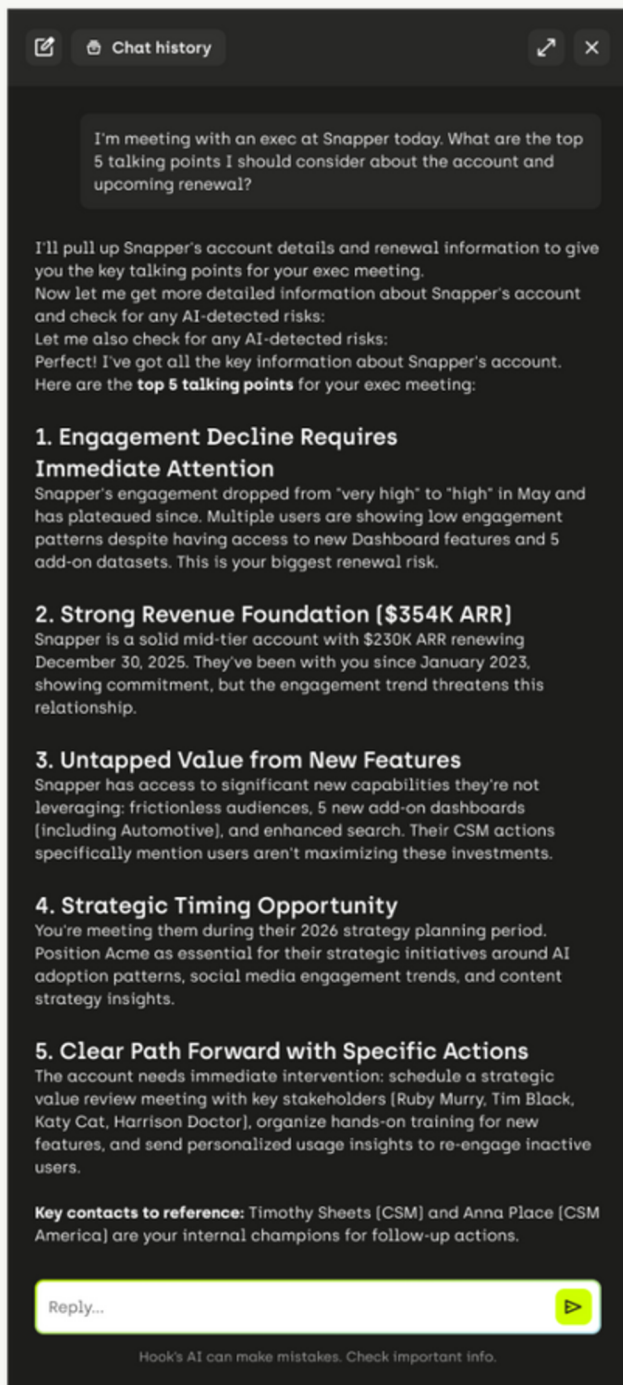 Chat history
I'm meeting with an exec at Snapper today. What are the top
5 talking points I should consider about the account and
upcoming renewal?
I'll pull up Snapper's account details and renewal information to give
you the key talking points for your exec meeting.
Now let me get more detailed information about Snapper's account
and check for any AI-detected risks:
Let me also check for any AI-detected risks:
Perfect! I've got all the key information about Snapper's account.
Here are the top 5 talking points for your exec meeting:
1. Engagement Decline Requires
Immediate Attention
Snapper's engagement dropped from "very high" to "high" in May and
has plateaued since. Multiple users are showing low engagement
patterns despite having access to new Dashboard features and 5
add-on datasets. This is your biggest renewal risk.
2. Strong Revenue Foundation ($354K ARR)
Snapper is a solid mid-tier account with $230K ARR renewing
December 30, 2025. They've been with you since January 2023,
showing commitment, but the engagement trend threatens this
relationship.
3. Untapped Value from New Features
Snapper has access to significant new capabilities they're not
leveraging: frictionless audiences, 5 new add-on dashboards
(including Automotive), and enhanced search. Their CSM actions
specifically mention users aren't maximizing these investments.
4. Strategic Timing Opportunity
You're meeting them during their 2026 strategy planning period.
Position Acme as essential for their strategic initiatives around AI
adoption patterns, social media engagement trends, and content
strategy insights.
5. Clear Path Forward with Specific Actions
The account needs immediate intervention: schedule a strategic
value review meeting with key stakeholders (Ruby Murry, Tim Black,
Katy Cat, Harrison Doctor), organize hands-on training for new
features, and send personalized usage insights to re-engage inactive
users.
Key contacts to reference: Timothy Sheets (CSM) and Anna Place (CSM
America) are your internal champions for follow-up actions.
Reply...
Hook's AI can make mistakes. Check important info.